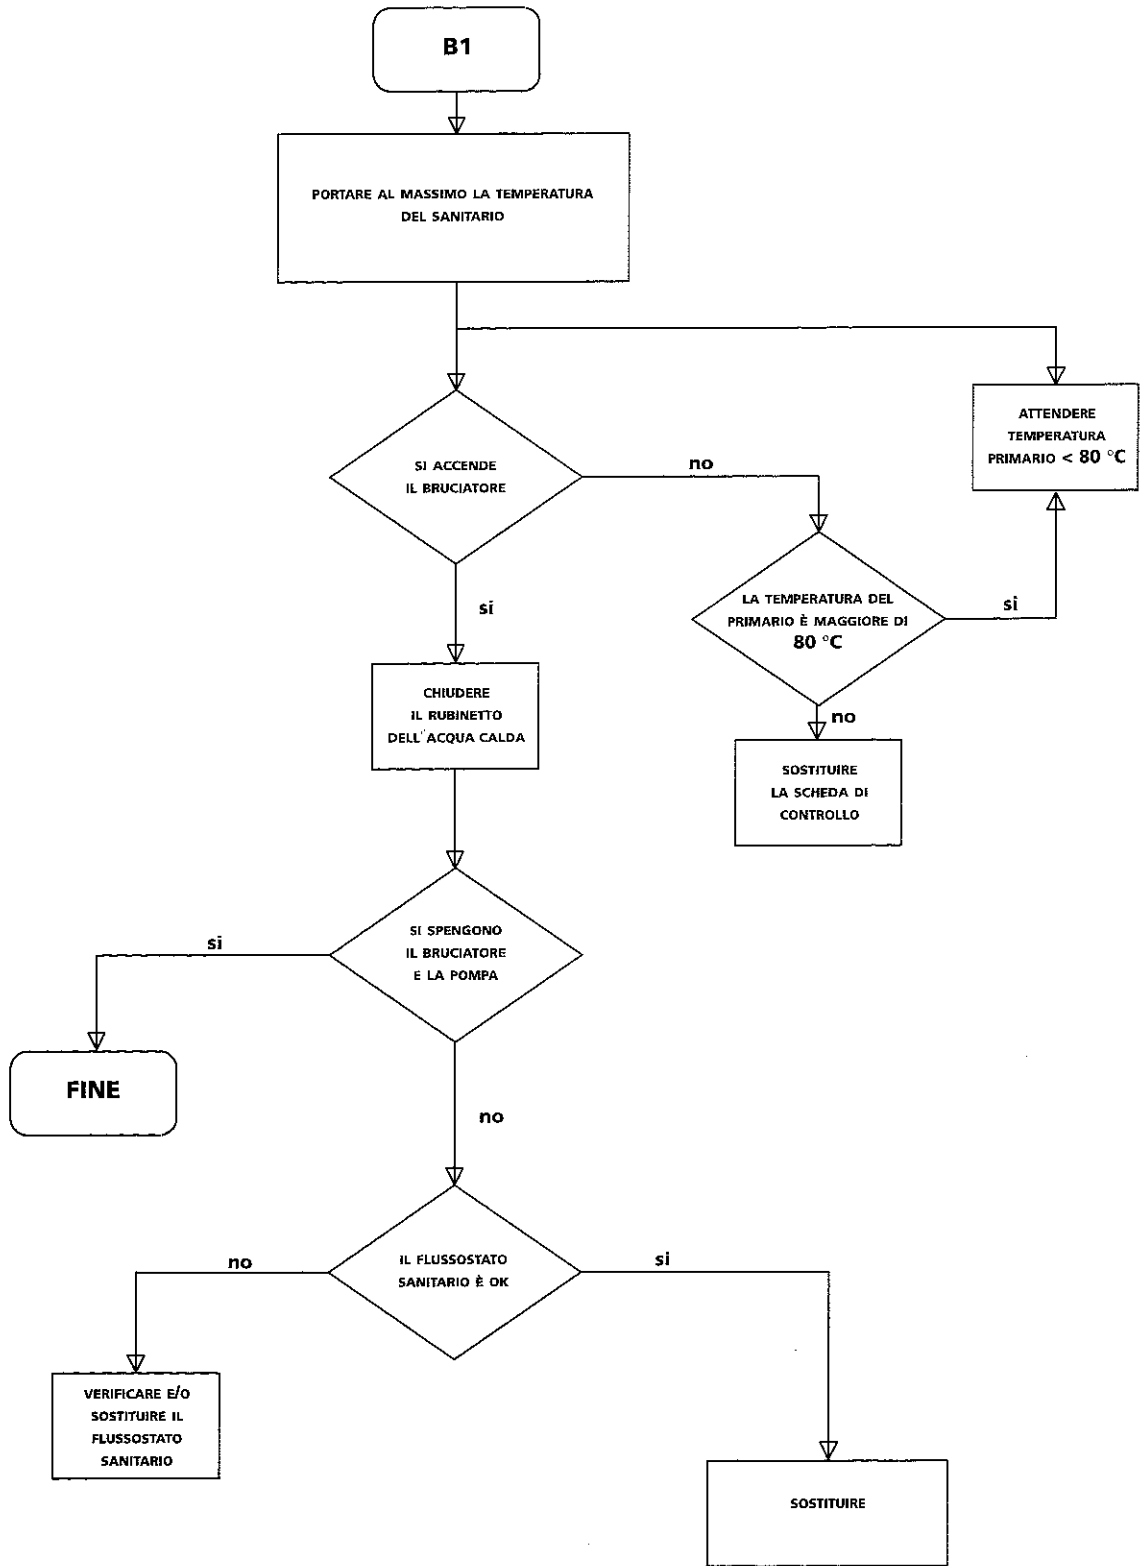 B1
PORTARE AL MASSIMO LA TEMPERATURA
DEL SANITARIO
ATTENDERE
TEMPERATURA
PRIMARIO < 80 °C
SI ACCENDE
IL BRUCIATORE
no
si
LA TEMPERATURA DEL
PRIMARIO È MAGGIORE DI
80 °C
si
no
CHIUDERE
IL RUBINETTO
DELL'ACQUA CALDA
SOSTITUIRE
LA SCHEDA DI
CONTROLLO
SI SPENGONO
IL BRUCIATORE
E LA POMPA
si
FINE
no
IL FLUSSOSTATO
SANITARIO È OK
no
si
VERIFICARE E/O
SOSTITUIRE IL
FLUSSOSTATO
SANITARIO
SOSTITUIRE